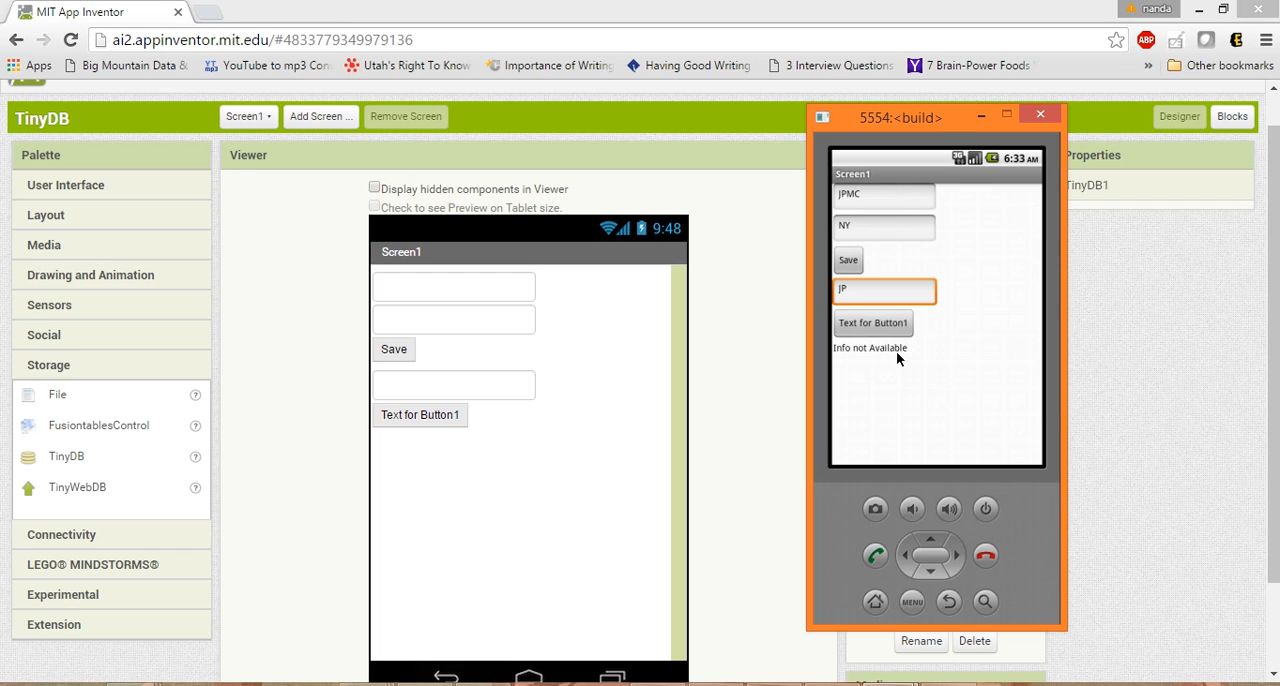 MIT App Inventor
nanda
ai2.appinventor.mit.edu/#4833779349979136
ABP
Apps
Big Mountain Data &
YouTube to mp3 Con
Utah's Right To Know
Importance of Writing
Having Good Writing
3 Interview Questions
7 Brain-Power Foods
»
Other bookmarks
TinyDB
Screen1
Add Screen ...
Remove Screen
Designer
Blocks
Palette
Viewer
Properties
User Interface
Layout
Media
Drawing and Animation
Sensors
Social
Storage
File
FusiontablesControl
TinyDB
TinyWebDB
Connectivity
LEGO® MINDSTORMS®
Experimental
Extension
Display hidden components in Viewer
Check to see Preview on Tablet size.
9:48
Screen1
Save
Text for Button1
5554:<build>
3G
6:33 AM
Screen1
JPMC
NY
Save
JP
Text for Button1
Info not Available
MENU
TinyDB1
Rename
Delete